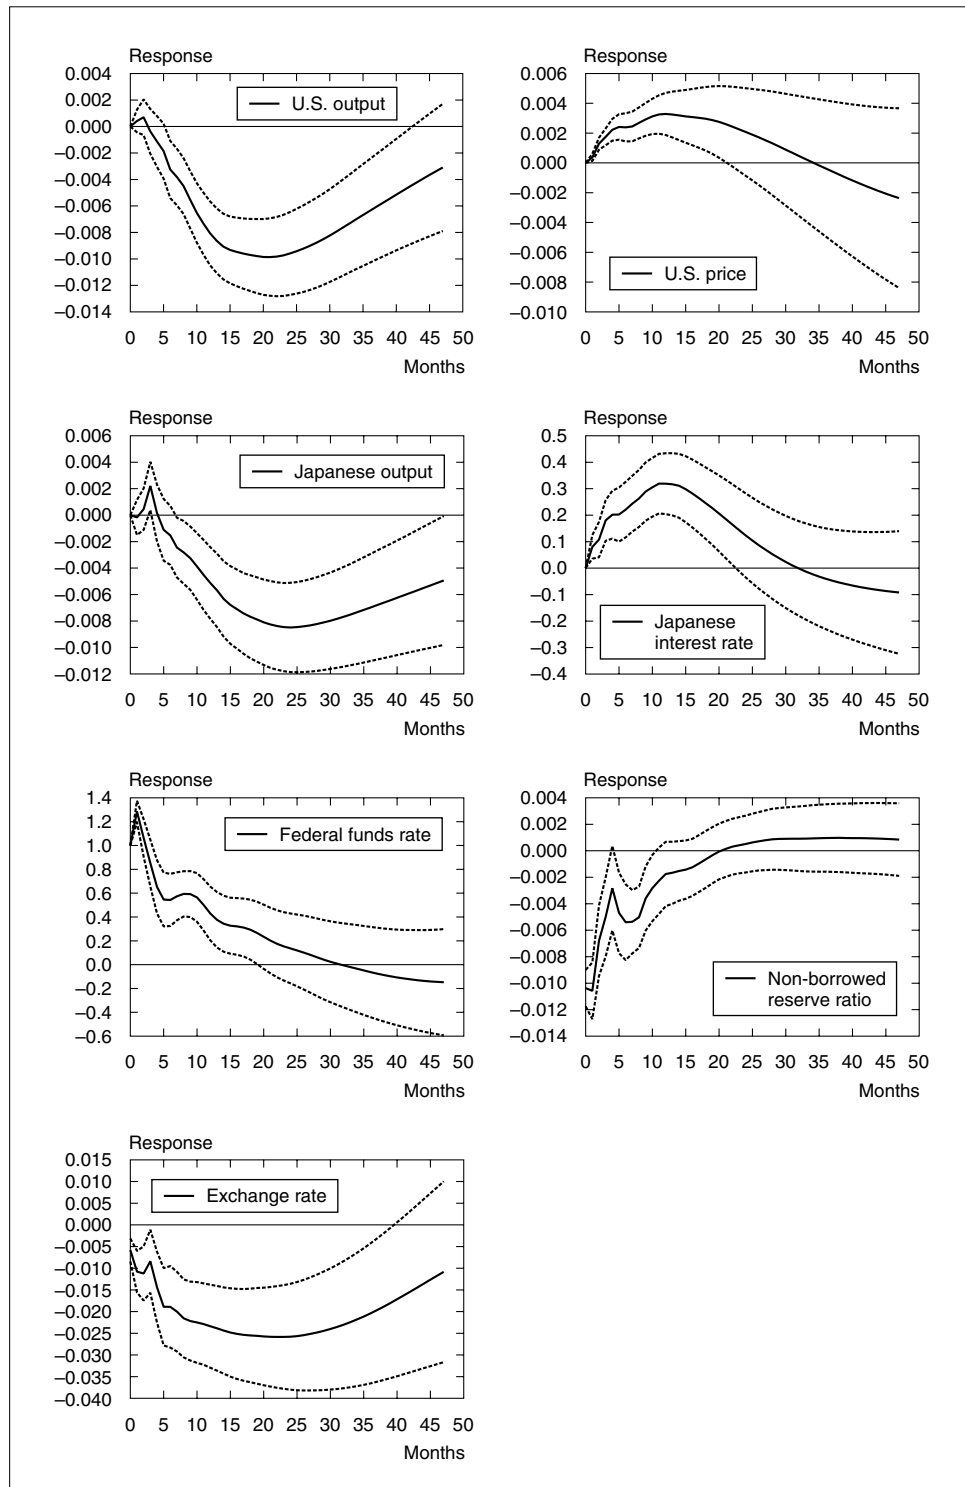 Response
0.004
0.002
0.000
−0.002
−0.004
−0.006
−0.008
−0.010
−0.012
−0.014
U.S. output
0 5 10 15 20 25 30 35 40 45 50
Months
Response
0.006
0.004
0.002
0.000
−0.002
−0.004
−0.006
−0.008
−0.010
U.S. price
0 5 10 15 20 25 30 35 40 45 50
Months
Response
0.006
0.004
0.002
0.000
−0.002
−0.004
−0.006
−0.008
−0.010
−0.012
Japanese output
0 5 10 15 20 25 30 35 40 45 50
Months
Response
0.5
0.4
0.3
0.2
0.1
0.0
−0.1
−0.2
−0.3
−0.4
Japanese
interest rate
0 5 10 15 20 25 30 35 40 45 50
Months
Response
1.4
1.2
1.0
0.8
0.6
0.4
0.2
0.0
−0.2
−0.4
−0.6
Federal funds rate
0 5 10 15 20 25 30 35 40 45 50
Months
Response
0.004
0.002
0.000
−0.002
−0.004
−0.006
−0.008
−0.010
−0.012
−0.014
Non-borrowed
reserve ratio
0 5 10 15 20 25 30 35 40 45 50
Months
Response
0.015
0.010
0.005
0.000
−0.005
−0.010
−0.015
−0.020
−0.025
−0.030
−0.035
−0.040
Exchange rate
0 5 10 15 20 25 30 35 40 45 50
Months